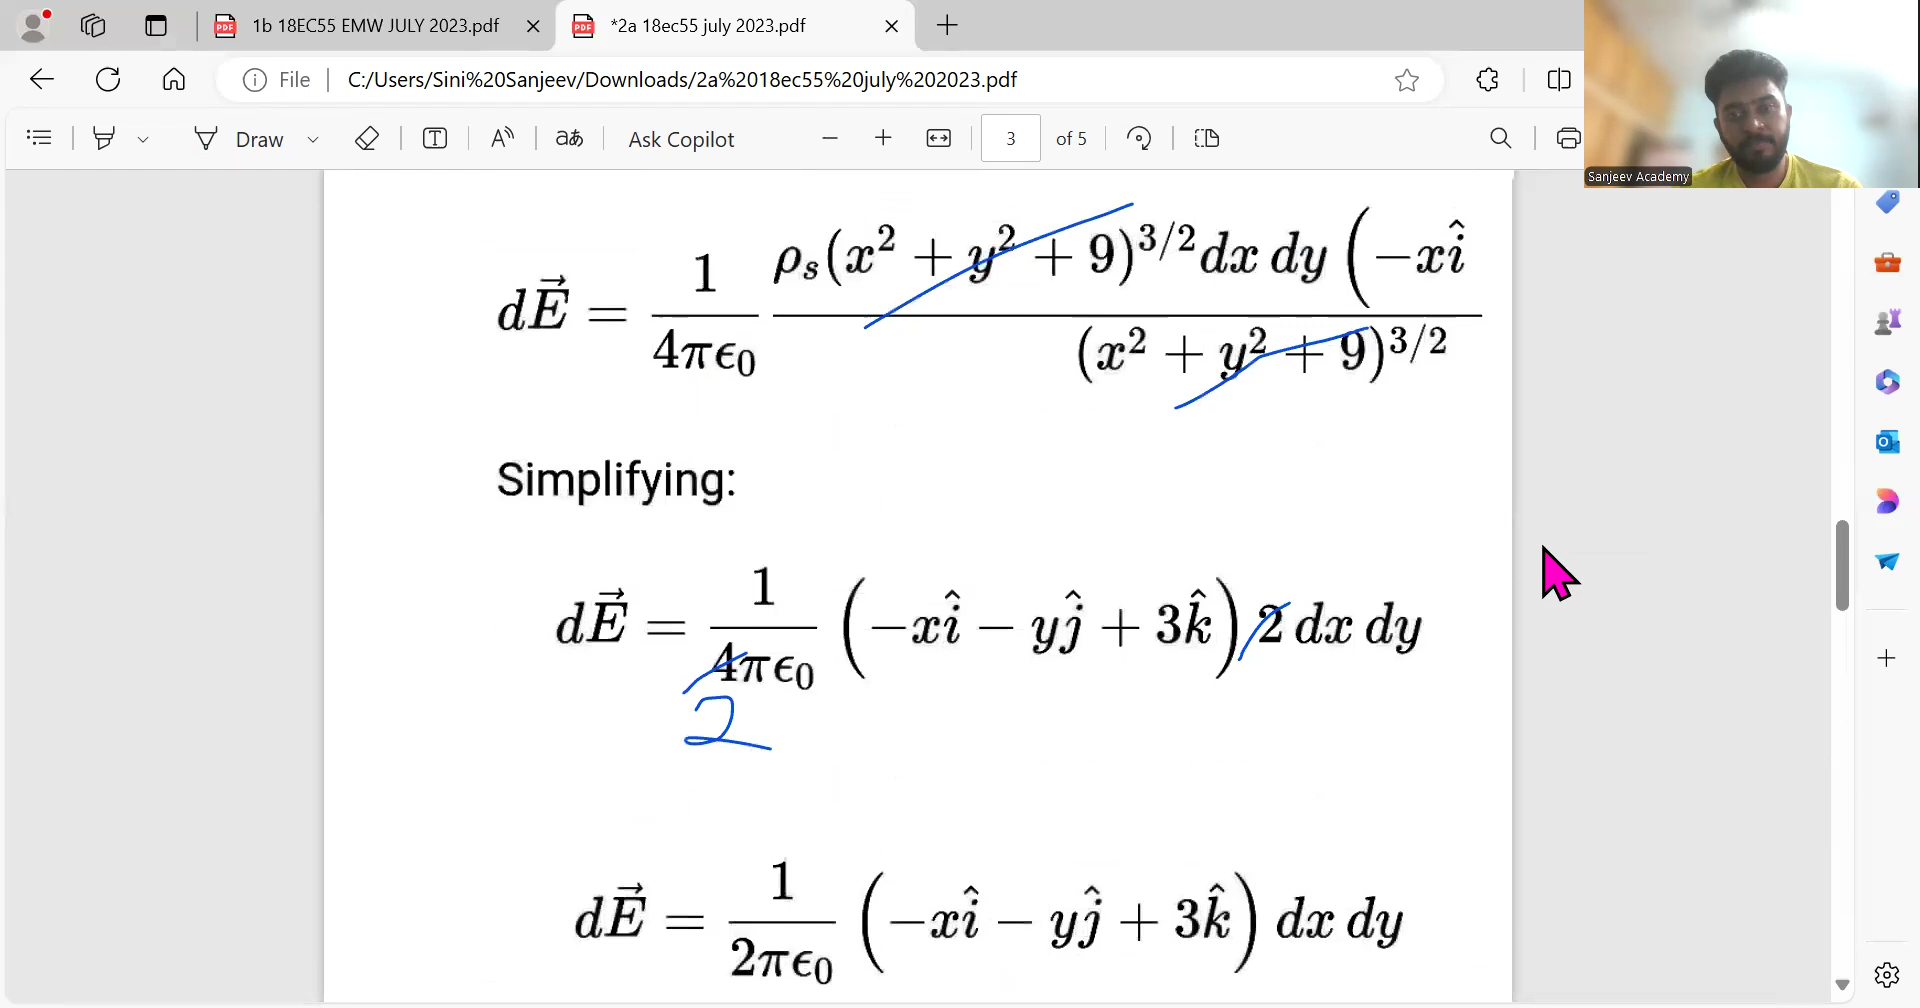 1b 18EC55 EMW JULY 2023.pdf
*2a 18ec55 july 2023.pdf
File
C:/Users/Sini%20Sanjeev/Downloads/2a%2018ec55%20july%202023.pdf
Draw
aあ
Ask Copilot
3 of 5
Sanjeev Academy
dE⃗ = 1/(4πϵ₀) ρₛ(x² + y² + 9)^{3/2} dx dy (−xî / (x² + y² + 9)^{3/2}
Simplifying:
dE⃗ = 1/(4πϵ₀) (−xî − yĵ + 3k̂) 2 dx dy
2
dE⃗ = 1/(2πϵ₀) (−xî − yĵ + 3k̂) dx dy